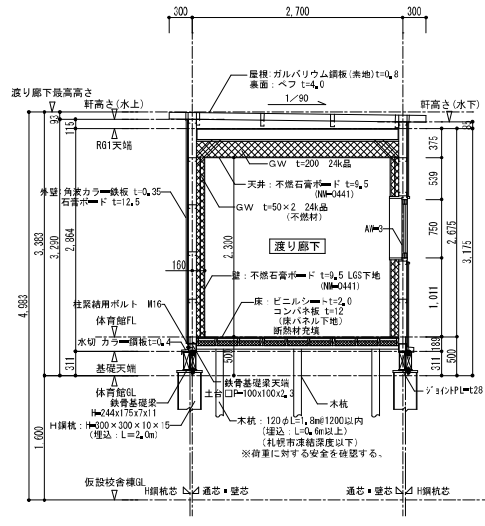 300
2,700
300
屋根:ガルバリウム鋼板(素地)t=0.8
裏面:ペフ t=4.0
渡り廊下最高高さ
軒高さ(水上)
1/90
軒高さ(水下)
93
115
RG1天端
GW t=200 24k品
天井:不燃石膏ボード t=9.5
(NM-0441)
外壁:角波カラー鉄板 t=0.35
石膏ボード t=12.5
GW t=50×2 24k品
(不燃材)
375
539
750
1,011
189
2,675
3,175
500
AW-3
4,983
3,383
3,290
2,864
311
1,600
2,300
渡り廊下
160
壁:不燃石膏ボード t=9.5 LGS下地
(NM-0441)
床:ビニルシート t=2.0
コンパネ板 t=12
(床パネル下地)
断熱材充填
柱緊結用ボルト M16
体育館FL
水切 カラー鋼板t=0.4
500
311
基礎天端
体育館GL
鉄骨基礎梁天端
土台 口P-100x100x2.3
木杭
ジョイントPL=t28
鉄骨基礎梁
H=244x175x7x11
H鋼杭:H=300×300×10×15
(埋込:L=2.0m)
木杭:120φL=1.8m@1200以内
(埋込:L=0.6m以上)
(札幌市凍結深度以下)
※荷重に対する安全を確認する。
仮設校舎棟GL
H鋼杭芯
通芯・壁芯
通芯・壁芯
H鋼杭芯